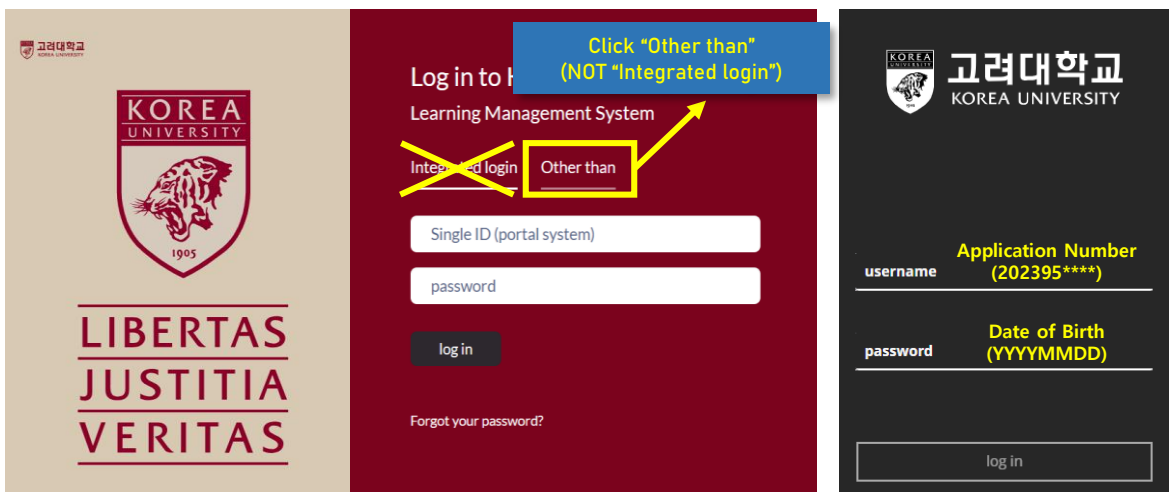 고려대학교
KOREA UNIVERSITY
KOREA
UNIVERSITY
1905
LIBERTAS
JUSTITIA
VERITAS
Click “Other than”
(NOT “Integrated login”)
Log in to
Learning Management System
Integrated login Other than
Single ID (portal system)
password
log in
Forgot your password?
KOREA
UNIVERSITY
고려대학교
KOREA UNIVERSITY
Application Number
username (202395****)
Date of Birth
password (YYYYMMDD)
log in